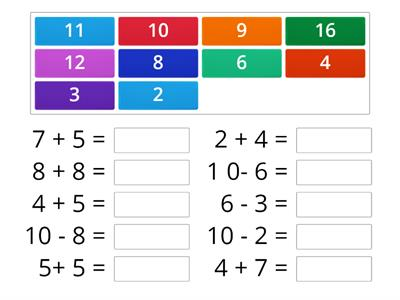 11 10 9 16
12 8 6 4
3 2
7 + 5 = 2 + 4 =
8 + 8 = 1 0- 6 =
4 + 5 = 6 - 3 =
10 - 8 = 10 - 2 =
5+ 5 = 4 + 7 =